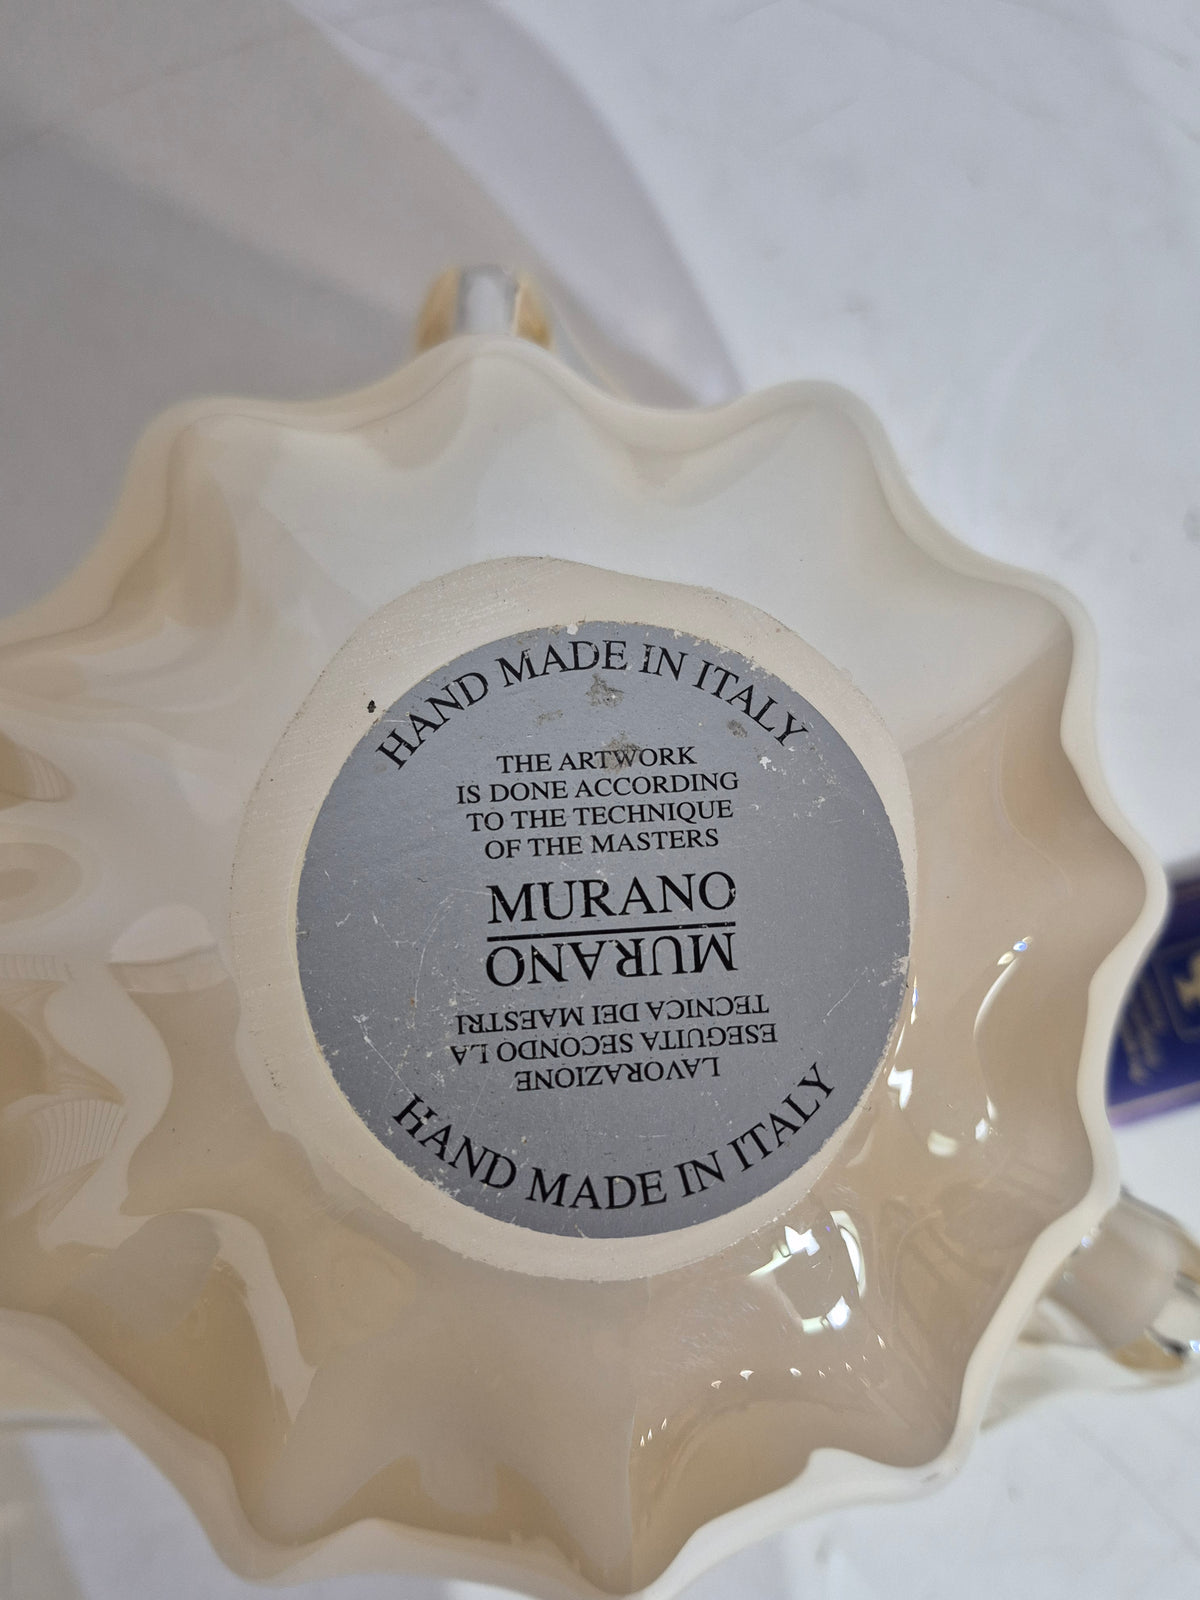 HAND MADE IN ITALY
THE ARTWORK
IS DONE ACCORDING
TO THE TECHNIQUE
OF THE MASTERS
MURANO
MURANO
LAVORAZIONE
ESEGUITA SECONDO LA
TECNICA DEI MAESTRI
HAND MADE IN ITALY